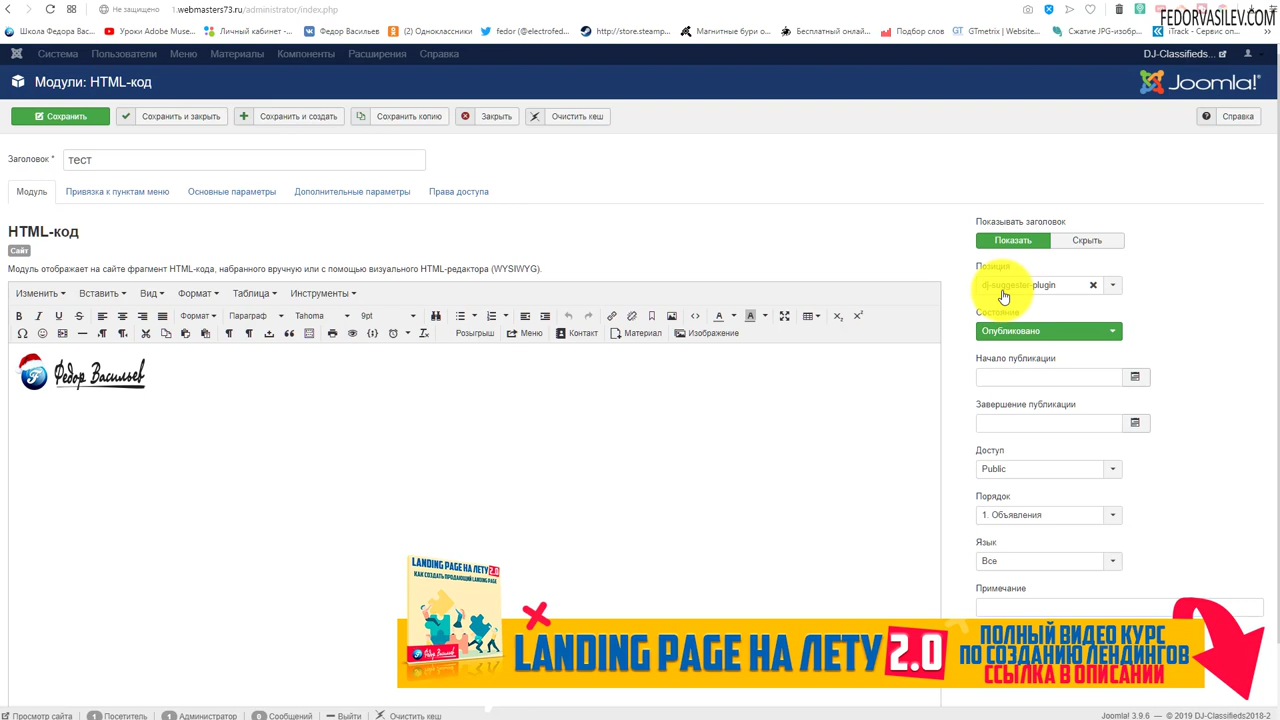 Не защищено
1.webmasters73.ru/administrator/index.php
FEDORVASILEV.COM
Школа Федора Вас...
Уроки Adobe Muse...
Личный кабинет -...
Федор Васильев
(1) Одноклассники
fedor (@electrofed...
http://store.steamp...
Магнитные бури о...
Бесплатный онлай...
Подбор слов
GTmetrix | Website...
Сжатие JPG-изобр...
iTrack - Сервис оп...
Система Пользователи Меню Материалы Компоненты Расширения Справка
DJ-Classifieds...
Модули: HTML-код
Joomla!
Сохранить
Сохранить и закрыть
Сохранить и создать
Сохранить копию
Закрыть
Очистить кеш
Справка
Заголовок *
тест
Модуль
Привязка к пунктам меню
Основные параметры
Дополнительные параметры
Права доступа
HTML-код
Сайт
Модуль отображает на сайте фрагмент HTML-кода, набранного вручную или с помощью визуального HTML-редактора (WYSIWYG).
Изменить Вставить Вид Формат Таблица Инструменты
B I U S Формат Параграф Tahoma 9pt
Розыгрыш Меню Контакт Материал Изображение
Федор Васильев
Показывать заголовок
Показать Скрыть
Позиция
dj-suggester-plugin
Состояние
Опубликовано
Начало публикации
Завершение публикации
Доступ
Public
Порядок
1. Объявления
Язык
Все
Примечание
LANDING PAGE НА ЛЕТУ 2.0
КАК СОЗДАТЬ ПРОДАЮЩИЙ LANDING PAGE
Федор Васильев
LANDING PAGE НА ЛЕТУ 2.0
ПОЛНЫЙ ВИДЕО КУРС
ПО СОЗДАНИЮ ЛЕНДИНГОВ
ССЫЛКА В ОПИСАНИИ
Просмотр сайта
1 Посетитель
1 Администратор
0 Сообщений
Выйти
Очистить кеш
Joomla! 3.9.6 — © 2019 DJ-Classifieds2018-2